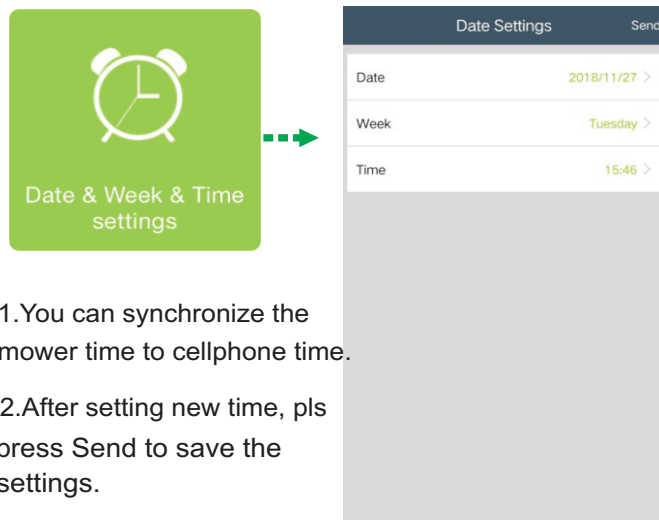 Date & Week & Time
settings
Date Settings
Send
Date
2018/11/27 >
Week
Tuesday >
Time
15:46 >
1.You can synchronize the
mower time to cellphone time.
2.After setting new time, pls
press Send to save the
settings.